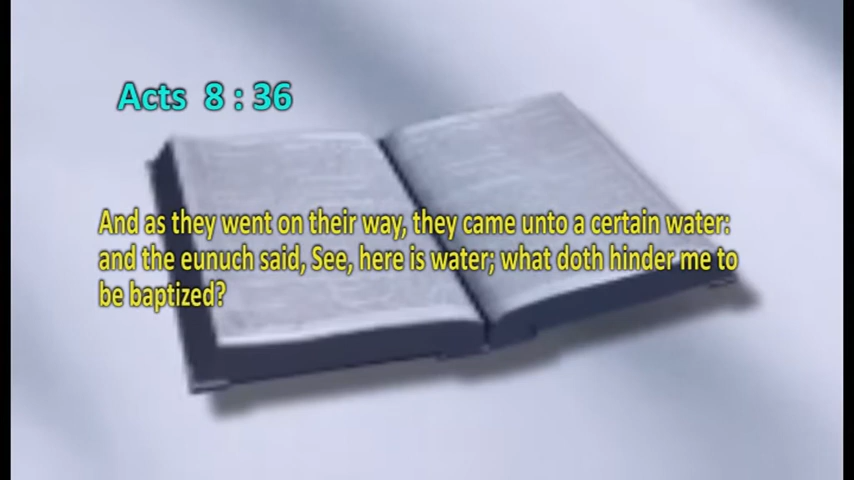 Acts 8 : 36
And as they went on their way, they came unto a certain water:
and the eunuch said, See, here is water; what doth hinder me to
be baptized?